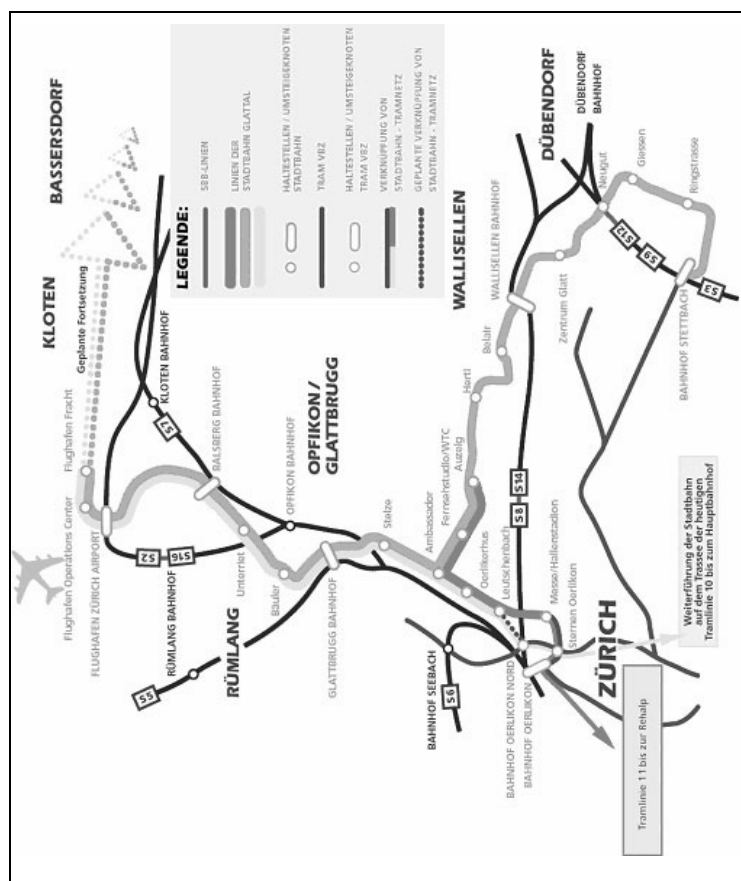 BASSERSDORF
KLOTEN
Geplante Fortsetzung
Flughafen Fracht
Flughafen Operations Center
FLUGHAFEN ZÜRICH AIRPORT
KLOTEN BAHNHOF
S7
BALSBERG BAHNHOF
OPFIKON/
GLATTBRUGG
OPFIKON BAHNHOF
S2
S16
RÜMLANG BAHNHOF
RÜMLANG
S5
Unterriet
Bäuler
GLATTBRUGG BAHNHOF
Stelze
LEGENDE:
SBB-LINIEN
LINIEN DER
STADTBAHN GLATTAL
HALTESTELLEN / UMSTEIGEKNOTEN
STADTBAHN
TRAM VBZ
HALTESTELLEN / UMSTEIGEKNOTEN
TRAM VBZ
VERKNÜPFUNG VON
STADTBAHN - TRAMNETZ
GEPLANTE VERKNÜPFUNG VON
STADTBAHN - TRAMNETZ
DÜBENDORF
DÜBENDORF
BAHNHOF
WALLISELLEN
WALLISELLEN BAHNHOF
Neugut
Giessen
Ringstrasse
S12
S9
S3
Zentrum Glatt
BAHNHOF STETTBACH
Belair
Herti
Fernsehstudio/WTC
Auzelg
Ambassador
Oerlikerhus
Leutschenbach
Messe/Hallenstadion
Sternen Oerlikon
S8
S14
BAHNHOF SEEBACH
S6
BAHNHOF OERLIKON NORD
BAHNHOF OERLIKON
ZÜRICH
Weiterführung der Stadtbahn
auf dem Trassee der heutigen
Tramlinie 10 bis zum Hauptbahnhof
Tramlinie 11 bis zur Rehalp